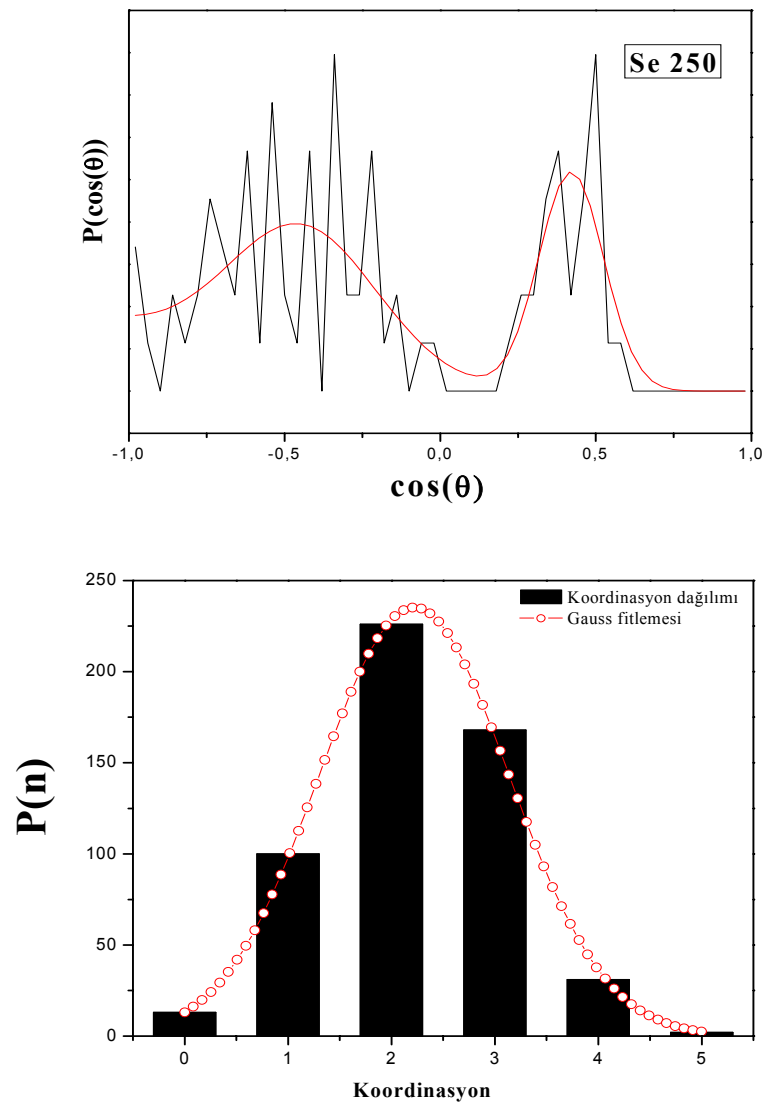 Se 250
P(cos(θ))
-1,0 -0,5 0,0 0,5 1,0
cos(θ)
250
200
150
100
50
0
Koordinasyon dağılımı
Gauss fitlemesi
P(n)
0 1 2 3 4 5
Koordinasyon